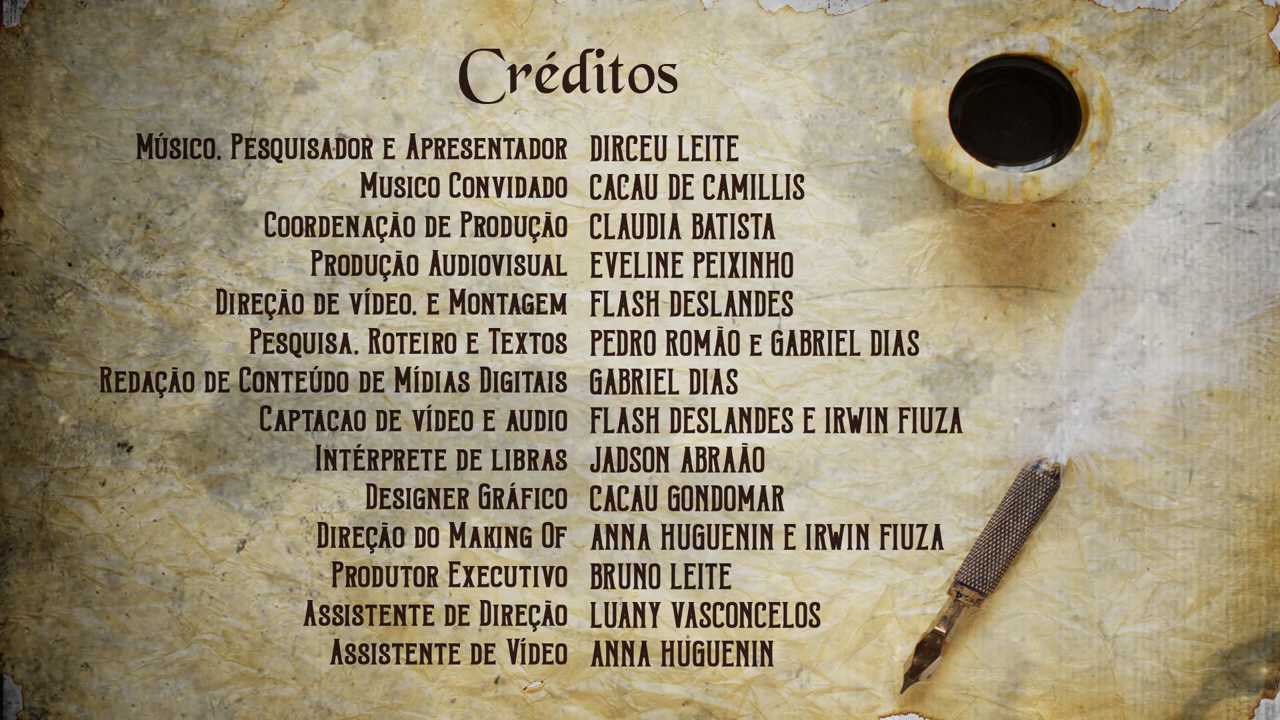 Créditos
Músico, Pesquisador e Apresentador DIRCEU LEITE
Musico Convidado CACAU DE CAMILLIS
Coordenação de Produção CLAUDIA BATISTA
Produção Audiovisual EVELINE PEIXINHO
Direção de vídeo, e Montagem FLASH DESLANDES
Pesquisa, Roteiro e Textos PEDRO ROMÃO e GABRIEL DIAS
Redação de Conteúdo de Mídias Digitais GABRIEL DIAS
Captacao de vídeo e audio FLASH DESLANDES E IRWIN FIUZA
Intérprete de libras JADSON ABRAÃO
Designer Gráfico CACAU GONDOMAR
Direção do Making Of ANNA HUGUENIN E IRWIN FIUZA
Produtor Executivo BRUNO LEITE
Assistente de Direção LUANY VASCONCELOS
Assistente de Vídeo ANNA HUGUENIN